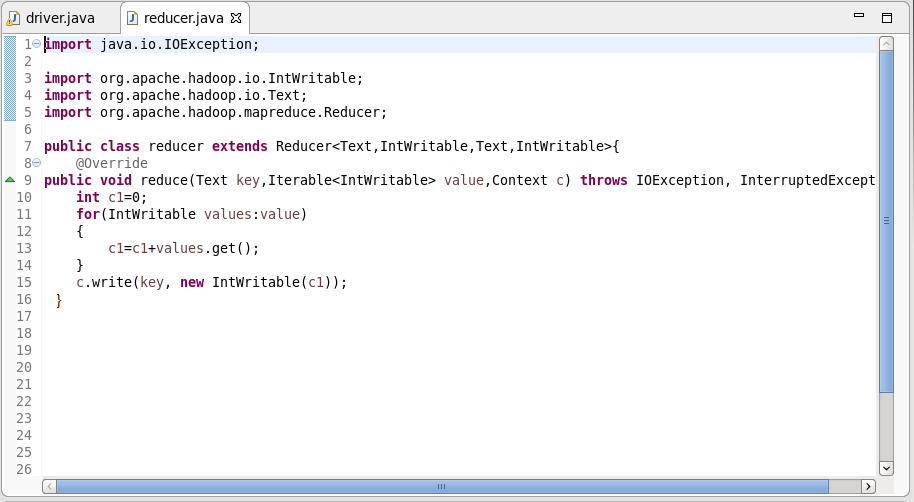 driver.java reducer.java
1 import java.io.IOException;
2
3 import org.apache.hadoop.io.IntWritable;
4 import org.apache.hadoop.io.Text;
5 import org.apache.hadoop.mapreduce.Reducer;
6
7 public class reducer extends Reducer<Text,IntWritable,Text,IntWritable>{
8     @Override
9 public void reduce(Text key,Iterable<IntWritable> value,Context c) throws IOException, InterruptedExcept
10     int c1=0;
11     for(IntWritable values:value)
12     {
13         c1=c1+values.get();
14     }
15     c.write(key, new IntWritable(c1));
16  }
17
18
19
20
21
22
23
24
25
26